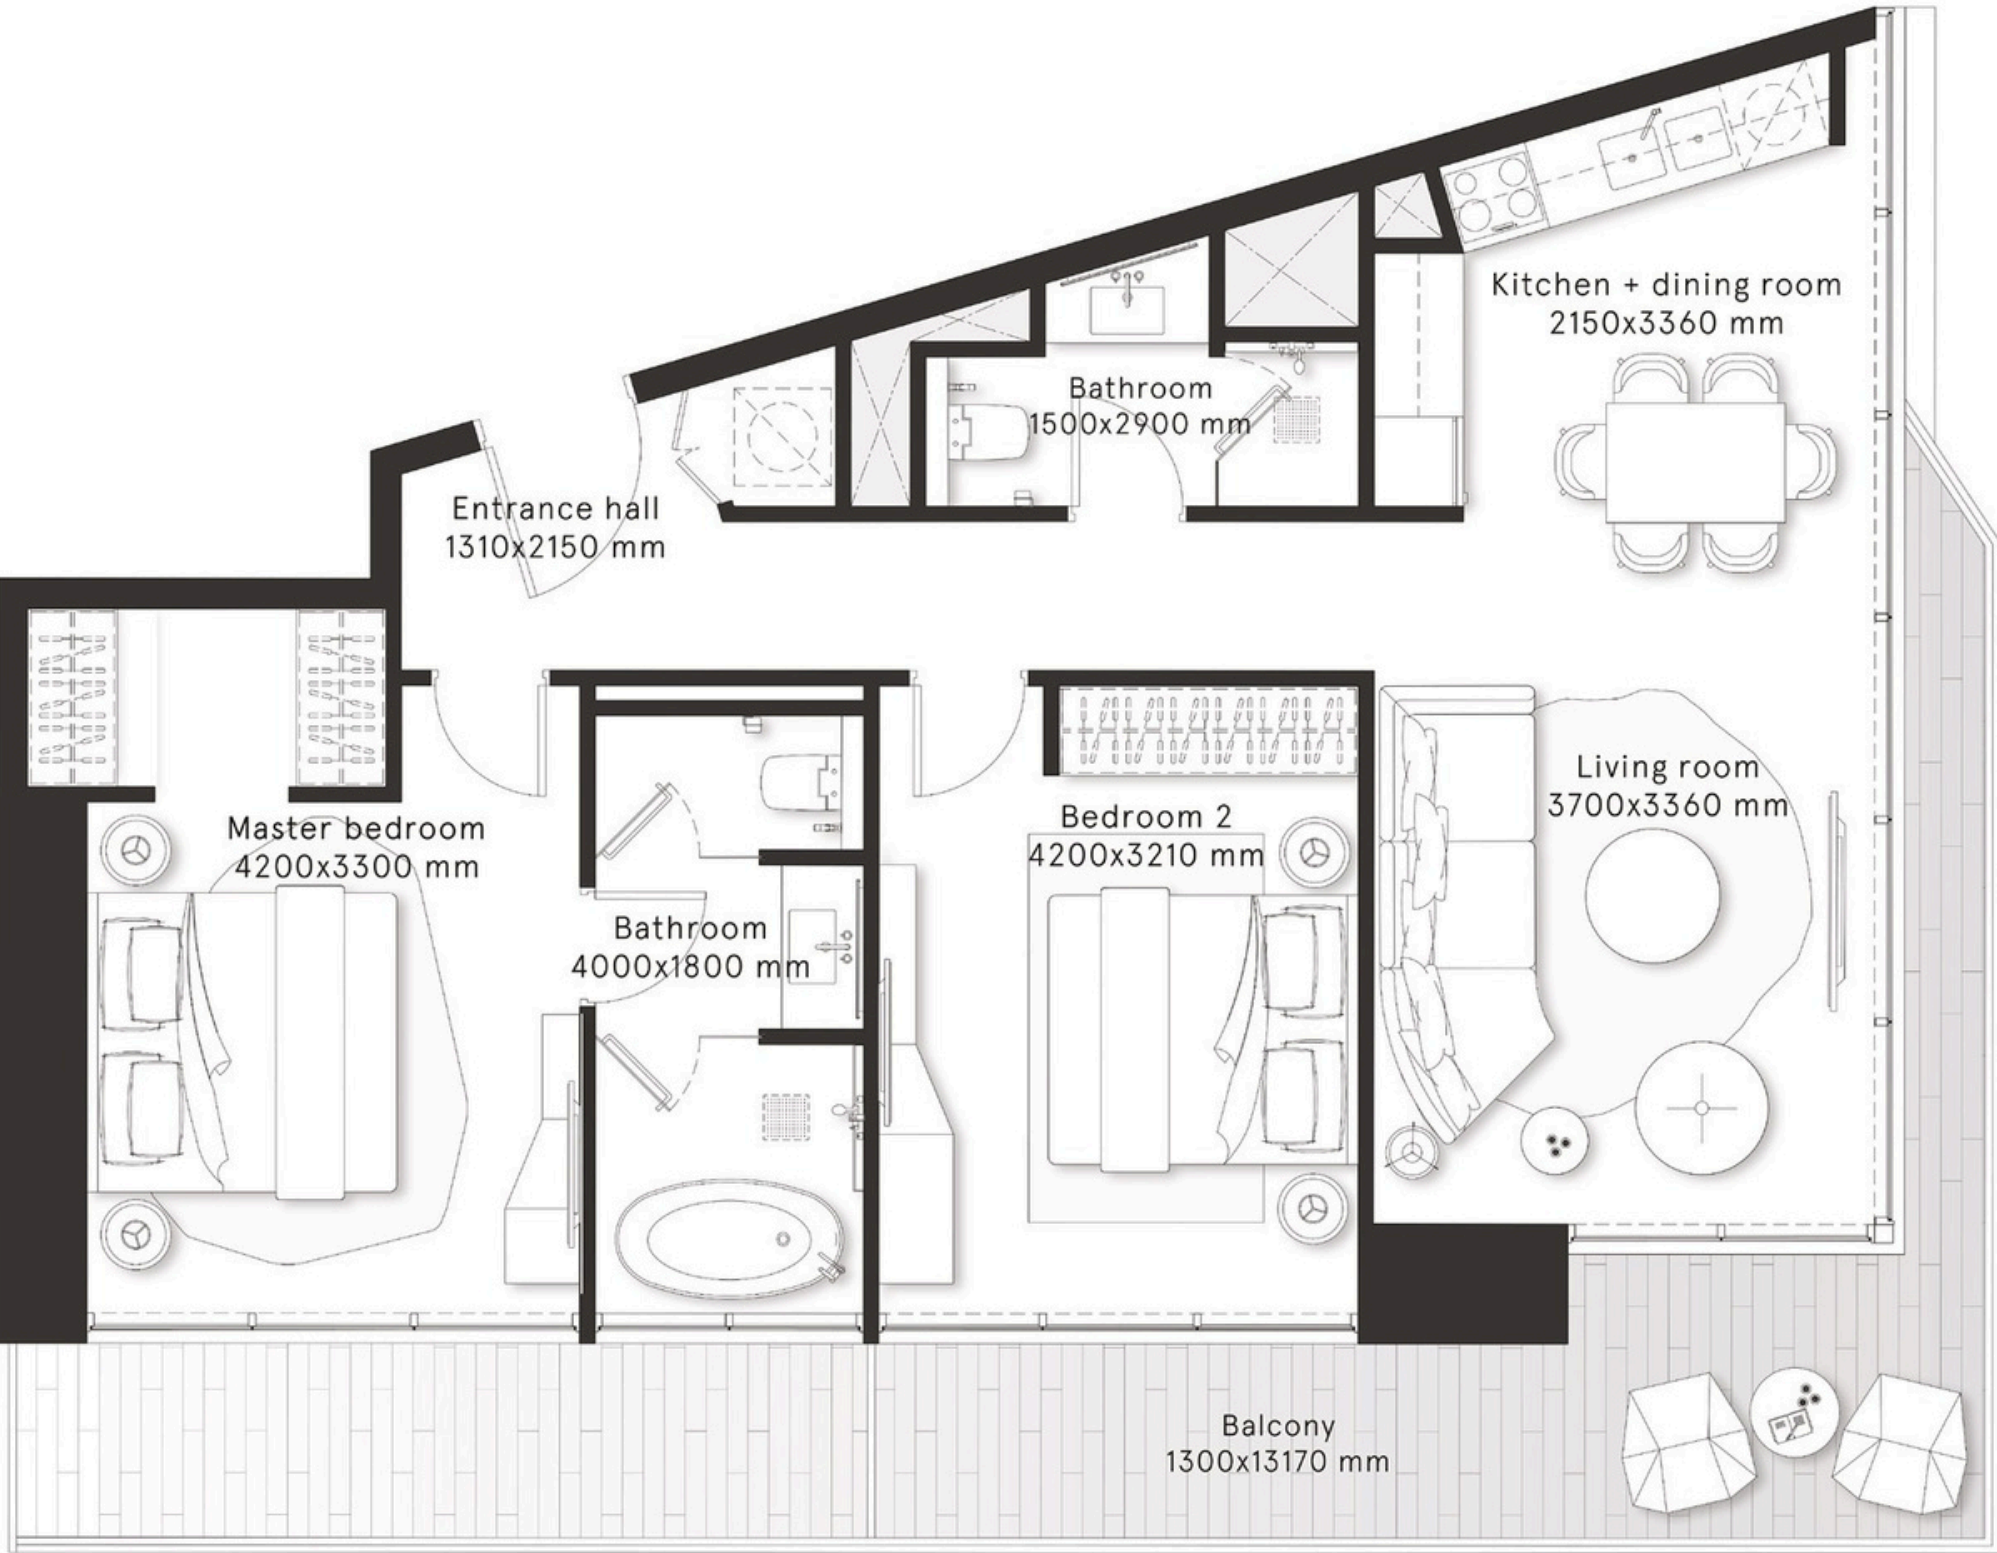 Kitchen + dining room
2150x3360 mm
Bathroom
1500x2900 mm
Entrance hall
1310x2150 mm
Living room
3700x3360 mm
Master bedroom
4200x3300 mm
Bedroom 2
4200x3210 mm
Bathroom
4000x1800 mm
Balcony
1300x13170 mm